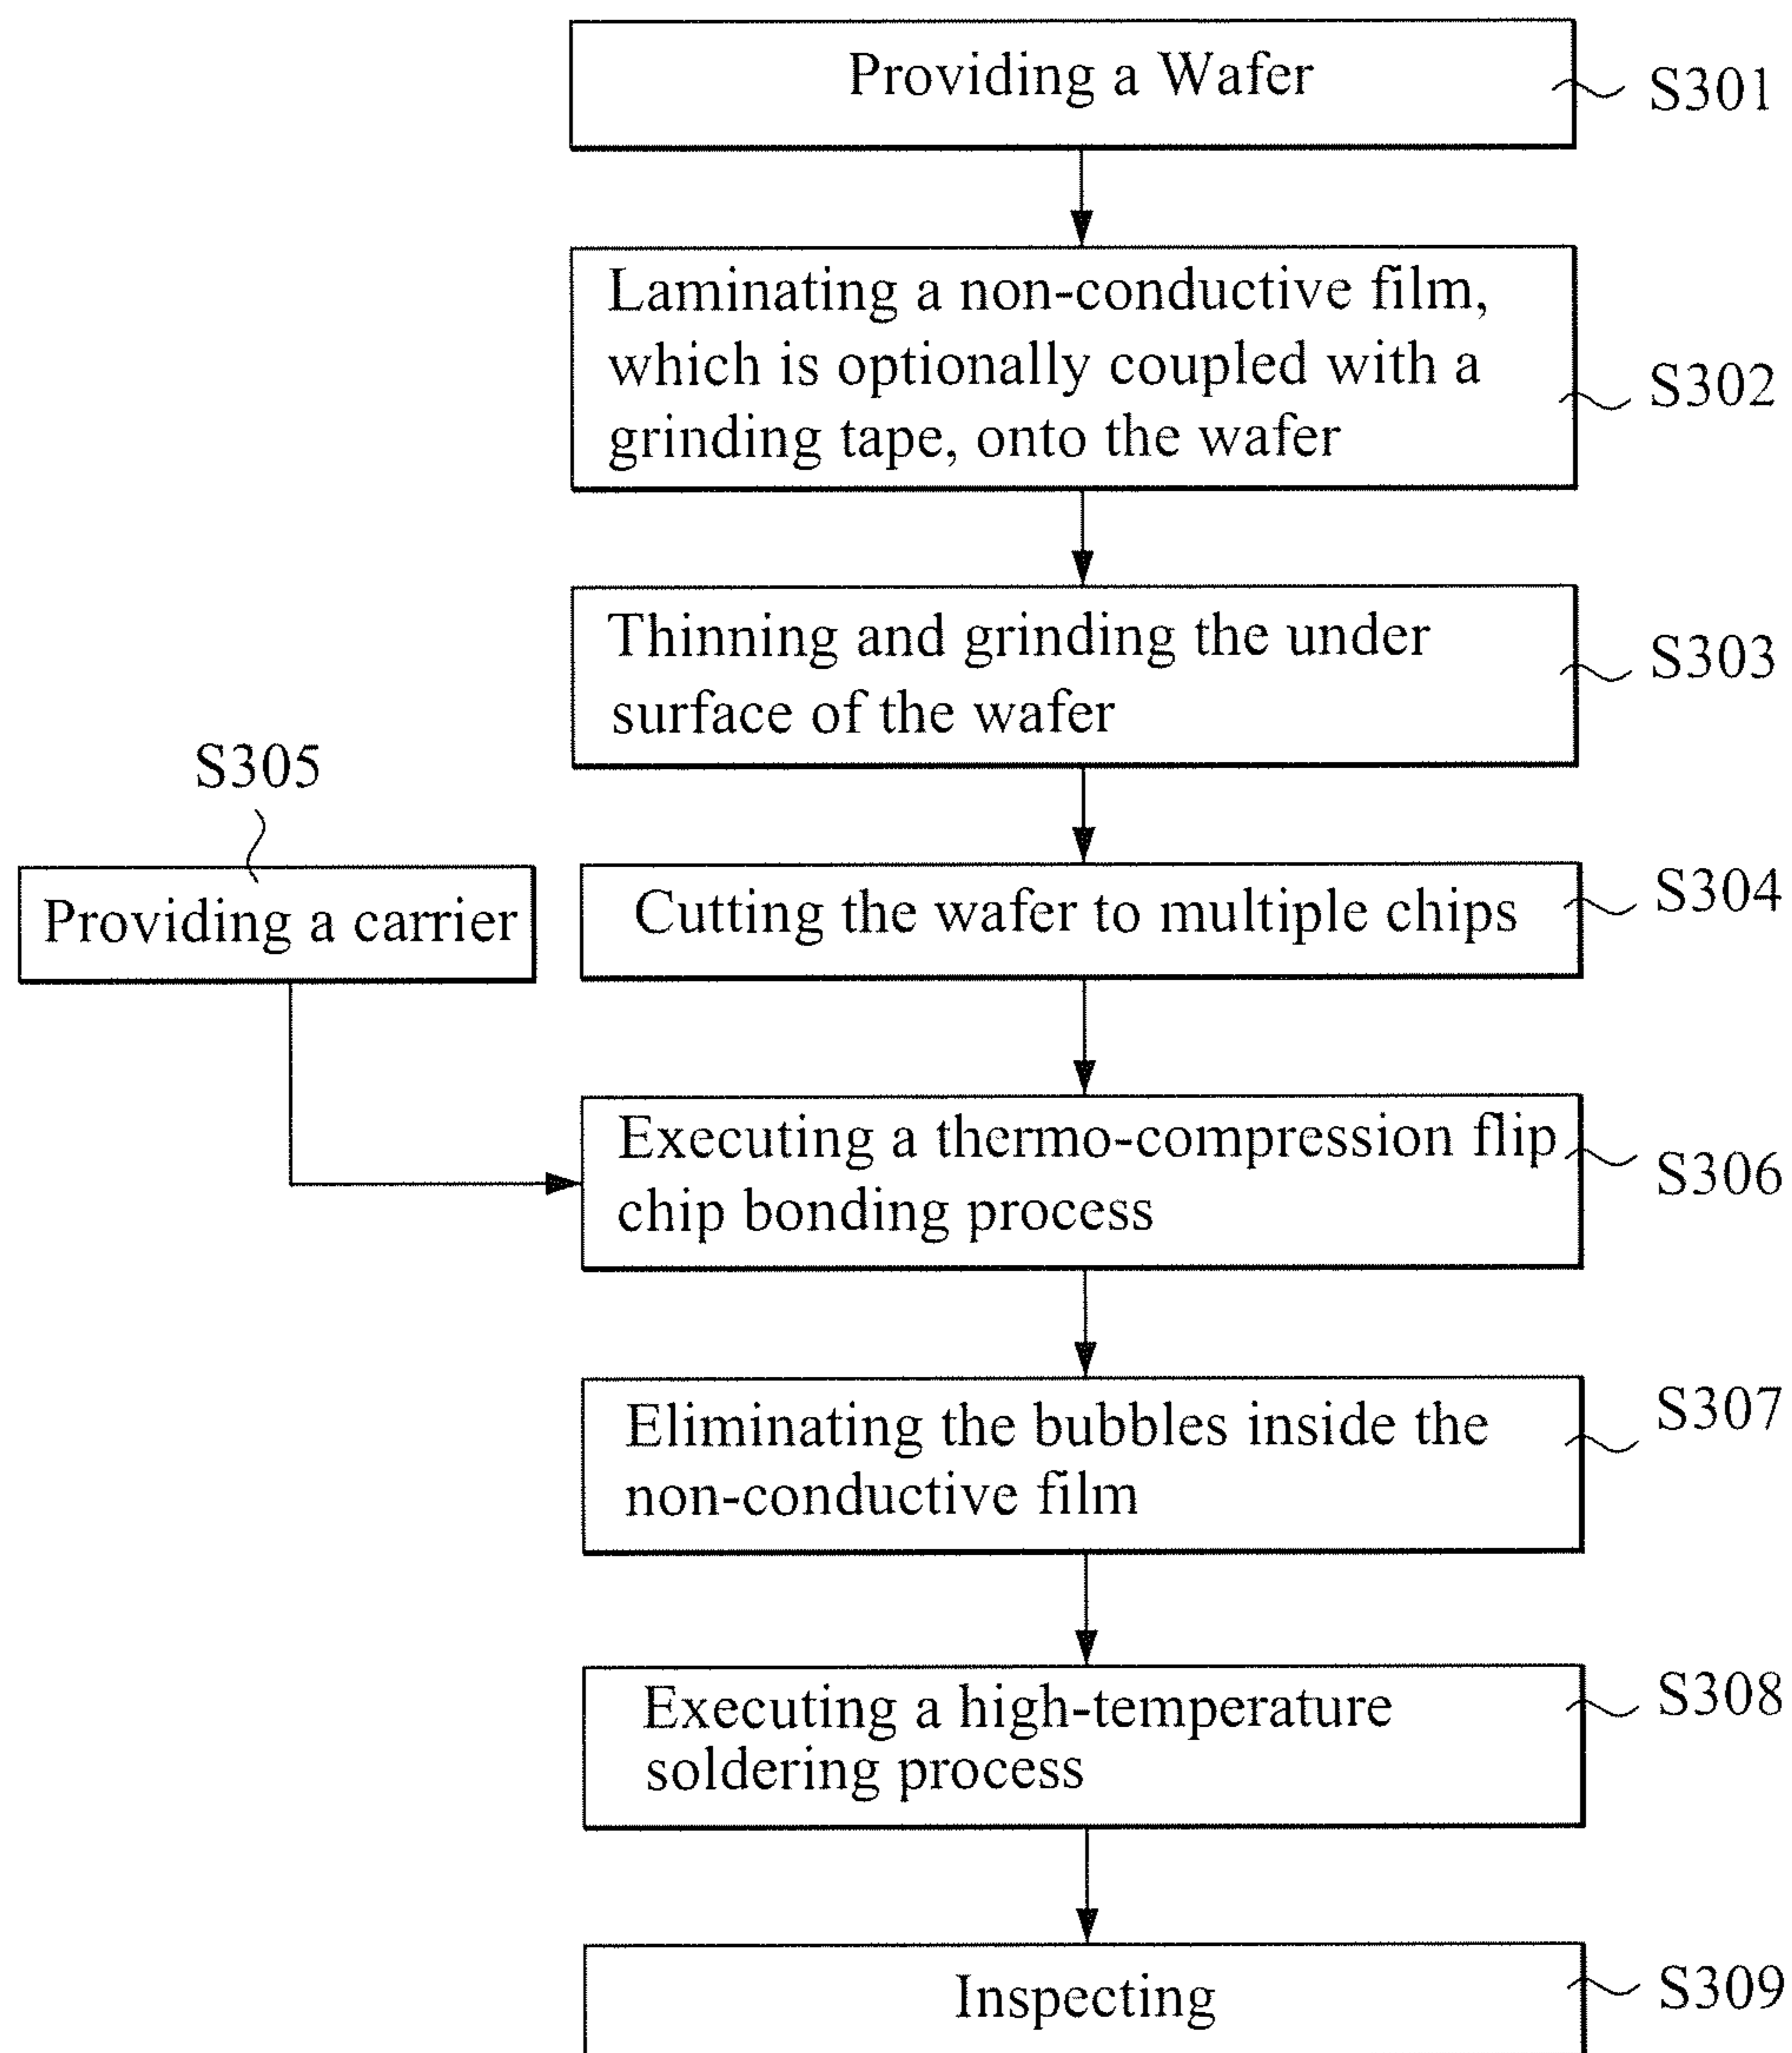 Providing a Wafer
S301
Laminating a non-conductive film,
which is optionally coupled with a
grinding tape, onto the wafer
S302
Thinning and grinding the under
surface of the wafer
S303
S305
Providing a carrier
Cutting the wafer to multiple chips
S304
Executing a thermo-compression flip
chip bonding process
S306
Eliminating the bubbles inside the
non-conductive film
S307
Executing a high-temperature
soldering process
S308
Inspecting
S309